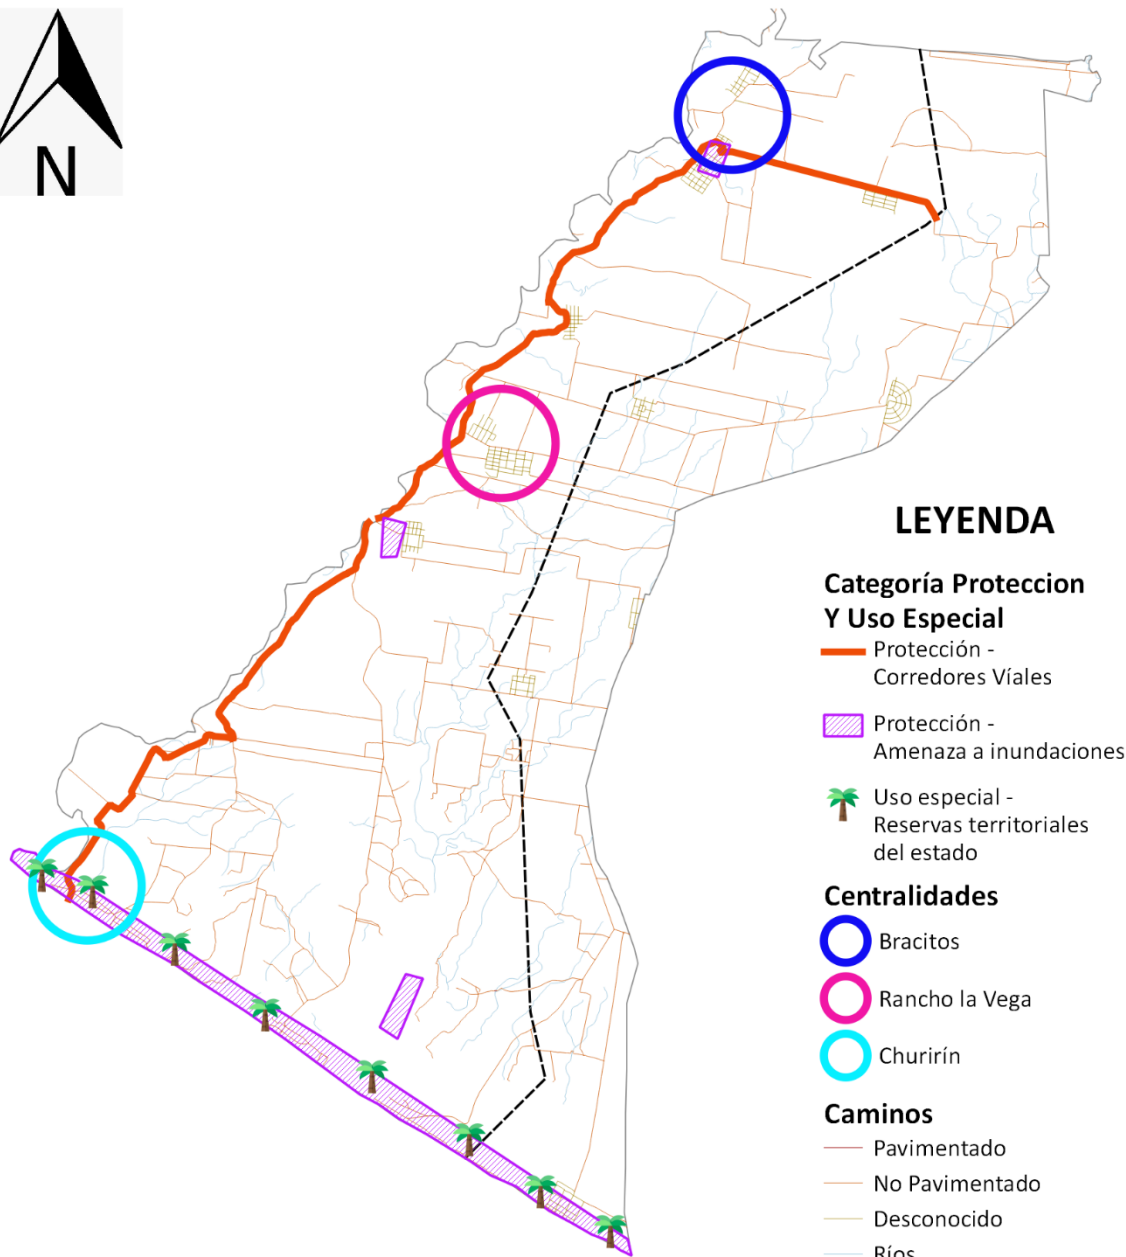 N
LEYENDA
Categoría Proteccion
Y Uso Especial
Protección -
Corredores Víales
Protección -
Amenaza a inundaciones
Uso especial -
Reservas territoriales
del estado
Centralidades
Bracitos
Rancho la Vega
Churirín
Caminos
Pavimentado
No Pavimentado
Desconocido
Ríos